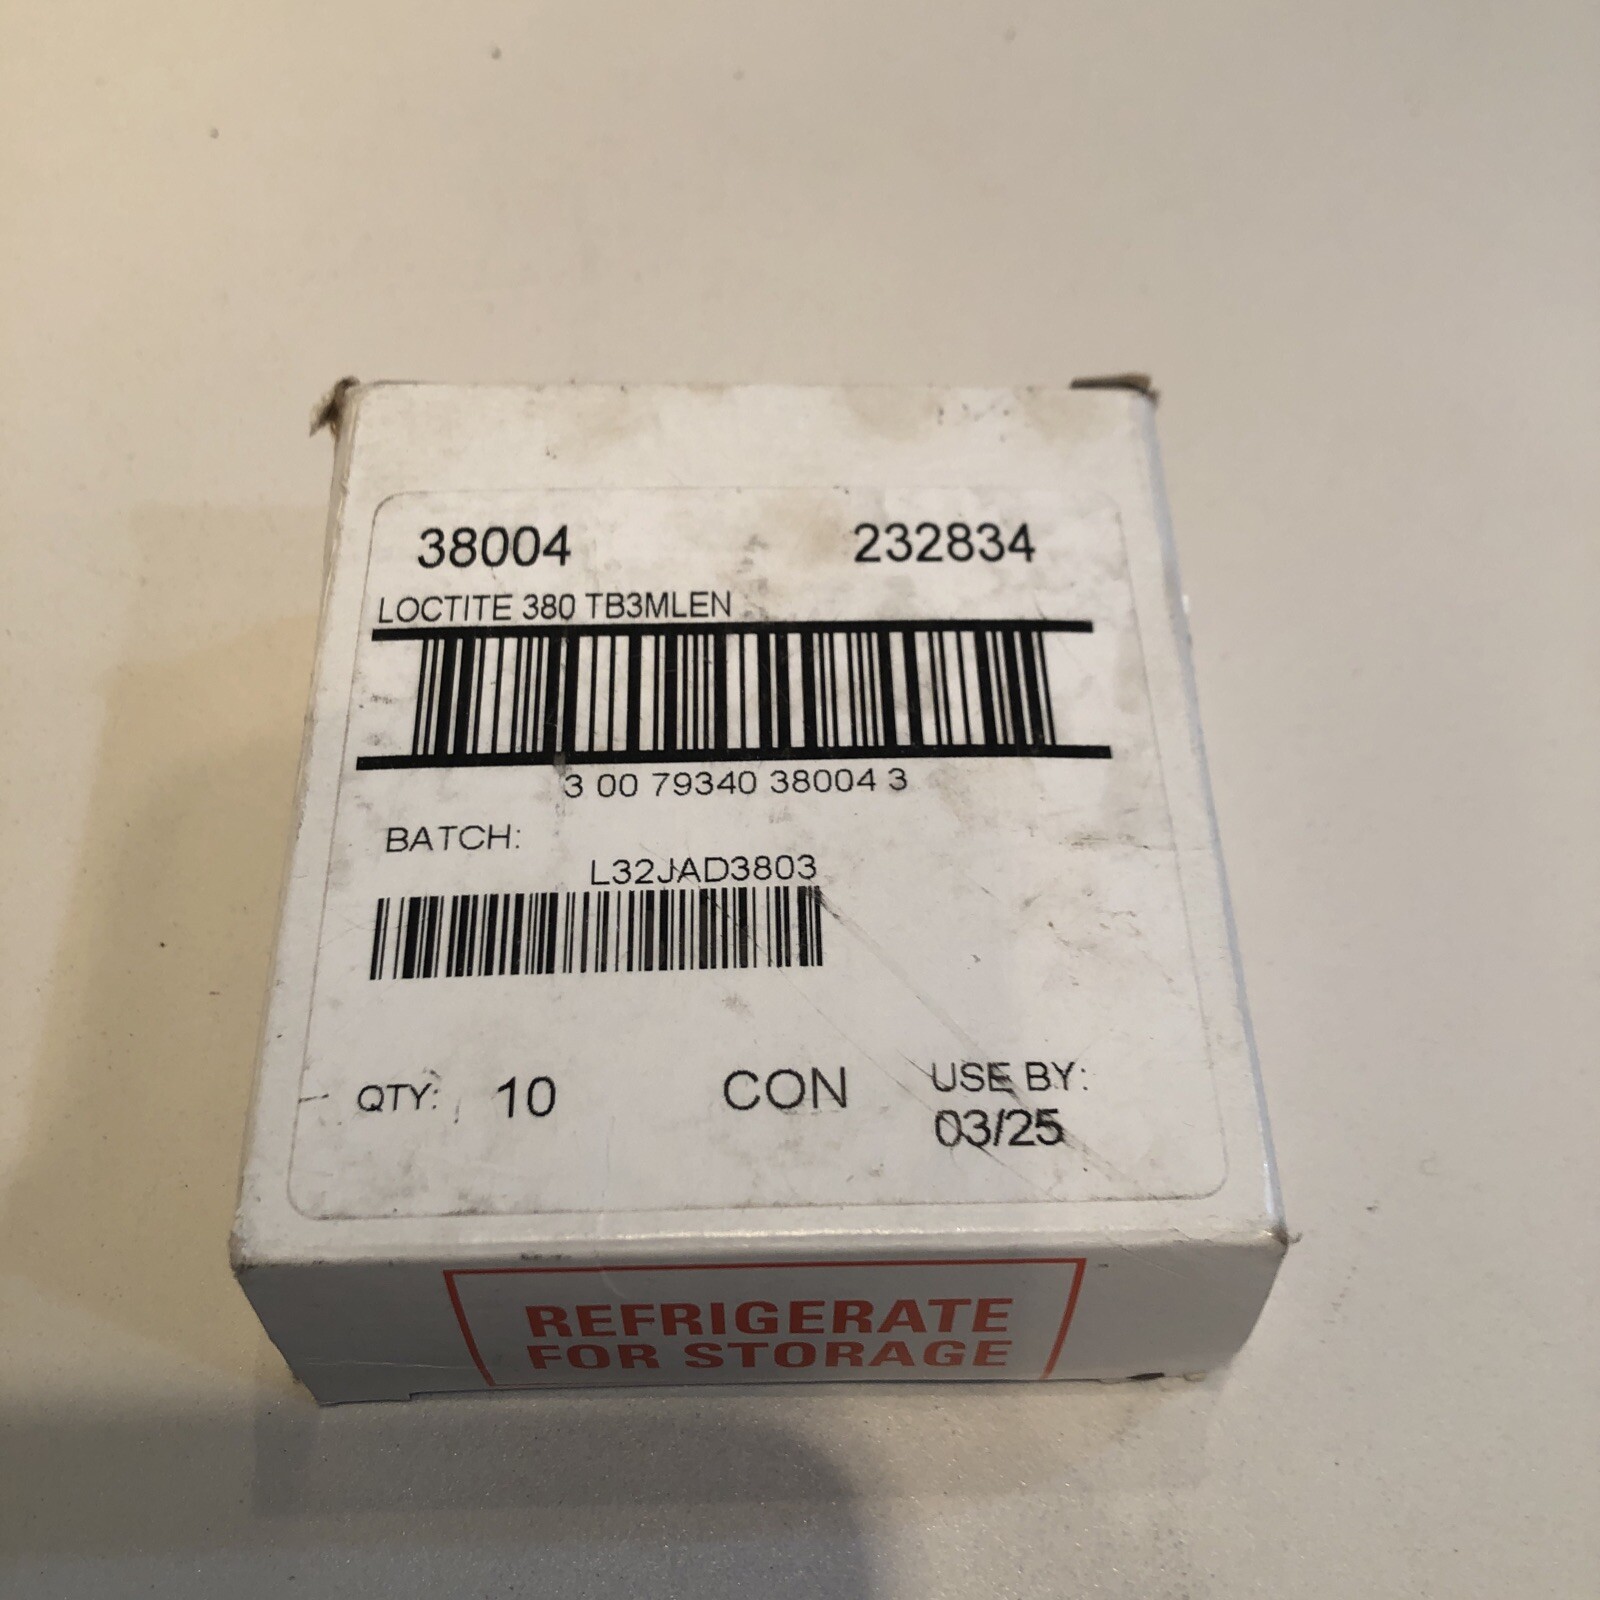 38004 232834
LOCTITE 380 TB3MLEN
3 00 79340 38004 3
BATCH:
L32JAD3803
QTY: 10 CON USE BY:
03/25
REFRIGERATE
FOR STORAGE